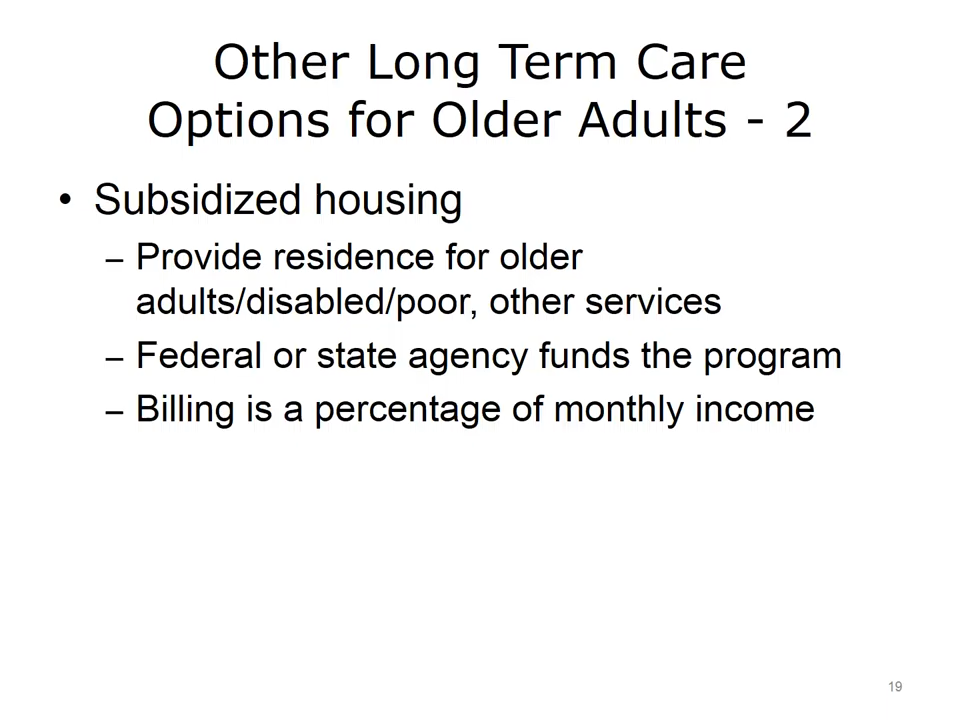 Other Long Term Care
Options for Older Adults - 2
• Subsidized housing
– Provide residence for older
adults/disabled/poor, other services
– Federal or state agency funds the program
– Billing is a percentage of monthly income
19